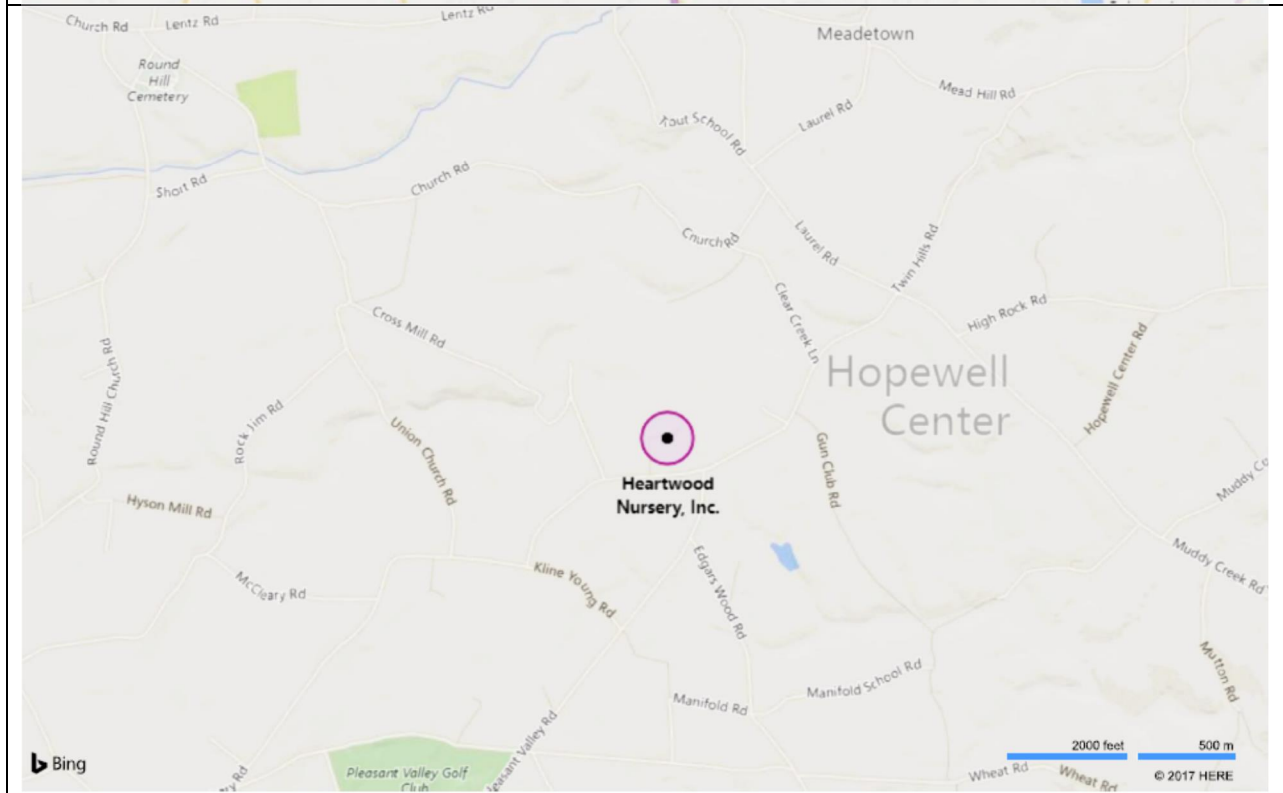 Church Rd
Lentz Rd
Lentz Rd
Meadetown
Round
Hill
Cemetery
Mead Hill Rd
Laurel Rd
School Rd
Short Rd
Church Rd
Church Rd
Laurel Rd
Twin Hills Rd
Clear Creek Ln
High Rock Rd
Cross Mill Rd
Round Hill Church Rd
Hopewell
Center
Hopewell Center Rd
Rock Jim Rd
Union Church Rd
Gun Club Rd
Heartwood
Nursery, Inc.
Hyson Mill Rd
Muddy
Muddy Creek Rd
McCleary Rd
Kline Young Rd
Edgars Wood Rd
Manifold School Rd
Manifold Rd
Mutton Rd
Valley Rd
Pleasant Valley Golf
Club
Rd
2000 feet
500 m
Bing
Wheat Rd
Wheat Rd
© 2017 HERE